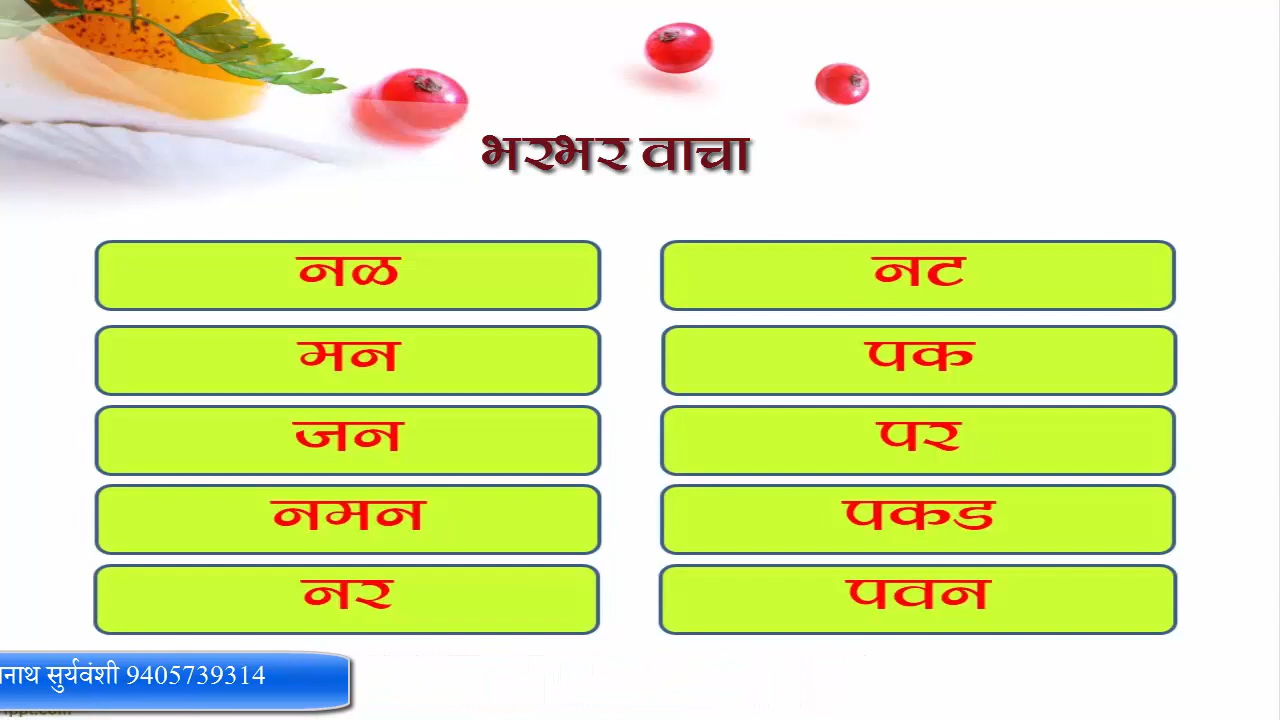 भरभर वाचा
नळ
नट
मन
पक
जन
पर
नमन
पकड
नर
पवन
सुर्यवंशी 9405739314